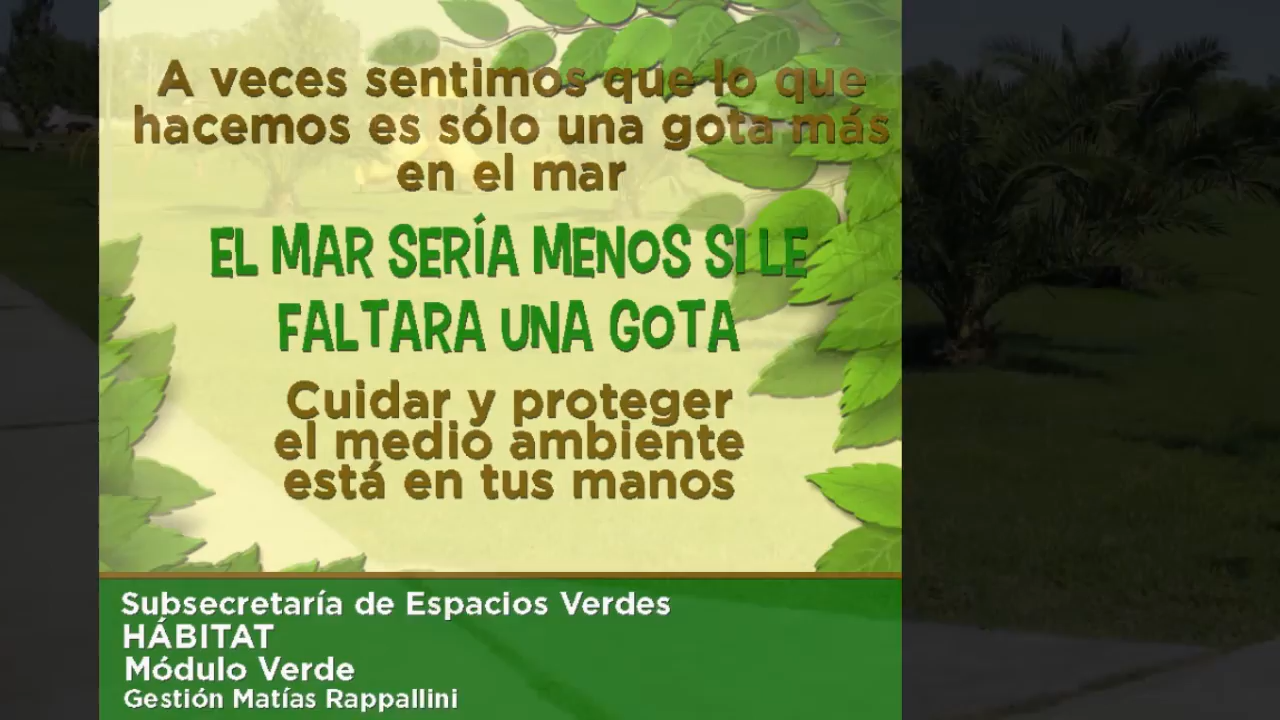 A veces sentimos que lo que
hacemos es sólo una gota más
en el mar
EL MAR SERÍA MENOS SI LE
FALTARA UNA GOTA
Cuidar y proteger
el medio ambiente
está en tus manos
Subsecretaría de Espacios Verdes
HÁBITAT
Módulo Verde
Gestión Matías Rappallini